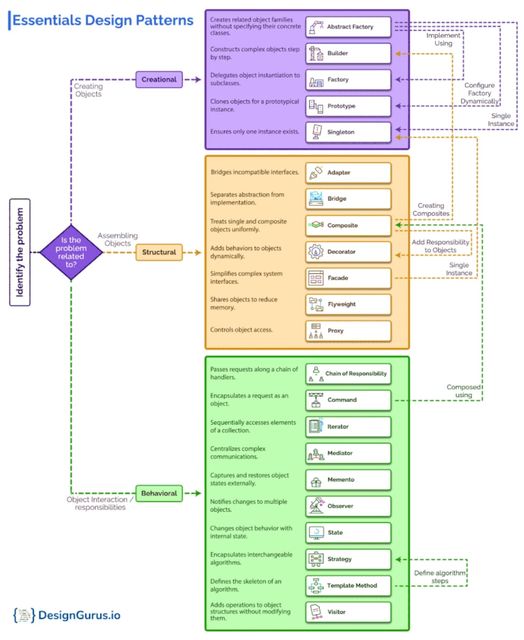 Essentials Design Patterns
Creates related object families
without specifying their concrete
classes.
Abstract Factory
Implement
Using
Constructs complex objects step
by step.
Builder
Creating
Objects
Creational
Delegates object instantiation to
subclasses.
Factory
Configure
Factory
Dynamically
Clones objects for a prototypical
instance.
Prototype
Single
Instance
Ensures only one instance exists.
Singleton
Bridges incompatible interfaces.
Adapter
Separates abstraction from
implementation.
Bridge
Creating
Composites
Treats single and composite
objects uniformly.
Composite
Identify the problem
Is the
problem
related
to?
Assembling
Objects
Structural
Adds behaviors to objects
dynamically.
Decorator
Add Responsibility
to Objects
Simplifies complex system
interfaces.
Facade
Single
Instance
Shares objects to reduce
memory.
Flyweight
Controls object access.
Proxy
Passes requests along a chain of
handlers.
Chain of Responsibility
Composed
using
Encapsulates a request as an
object.
Command
Sequentially accesses elements
of a collection.
Iterator
Centralizes complex
communications.
Mediator
Captures and restores object
states externally.
Memento
Object Interaction /
responsibilities
Behavioral
Notifies changes to multiple
objects.
Observer
Changes object behavior with
internal state.
State
Encapsulates interchangeable
algorithms.
Strategy
Define algorithm
steps
Defines the skeleton of an
algorithm.
Template Method
Adds operations to object
structures without modifying
them.
Visitor
DesignGurus.io